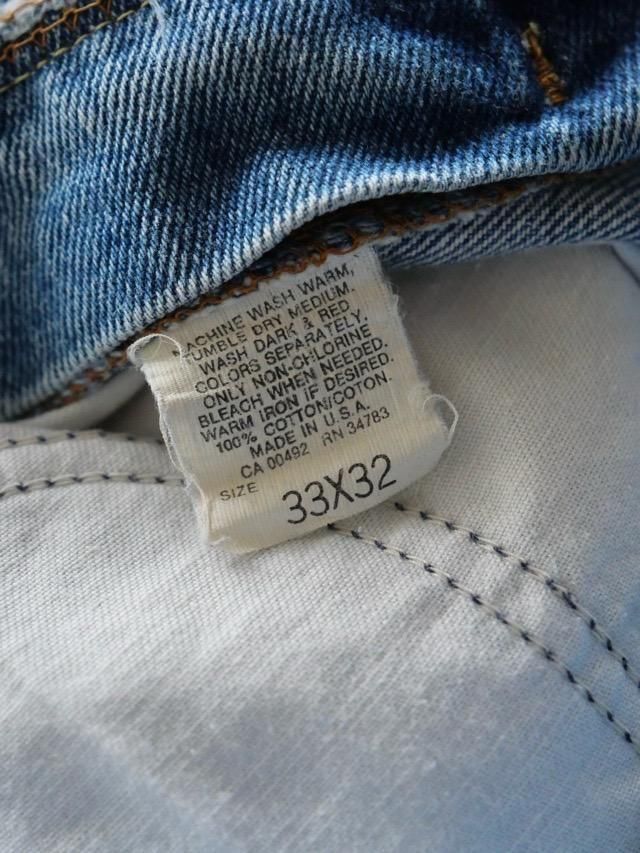 MACHINE WASH WARM,
TUMBLE DRY MEDIUM.
WASH DARK & RED
COLORS SEPARATELY.
ONLY NON-CHLORINE
BLEACH WHEN NEEDED.
WARM IRON IF DESIRED.
100% COTTON/COTON.
MADE IN U.S.A.
CA 00492 RN 34783
SIZE 33X32